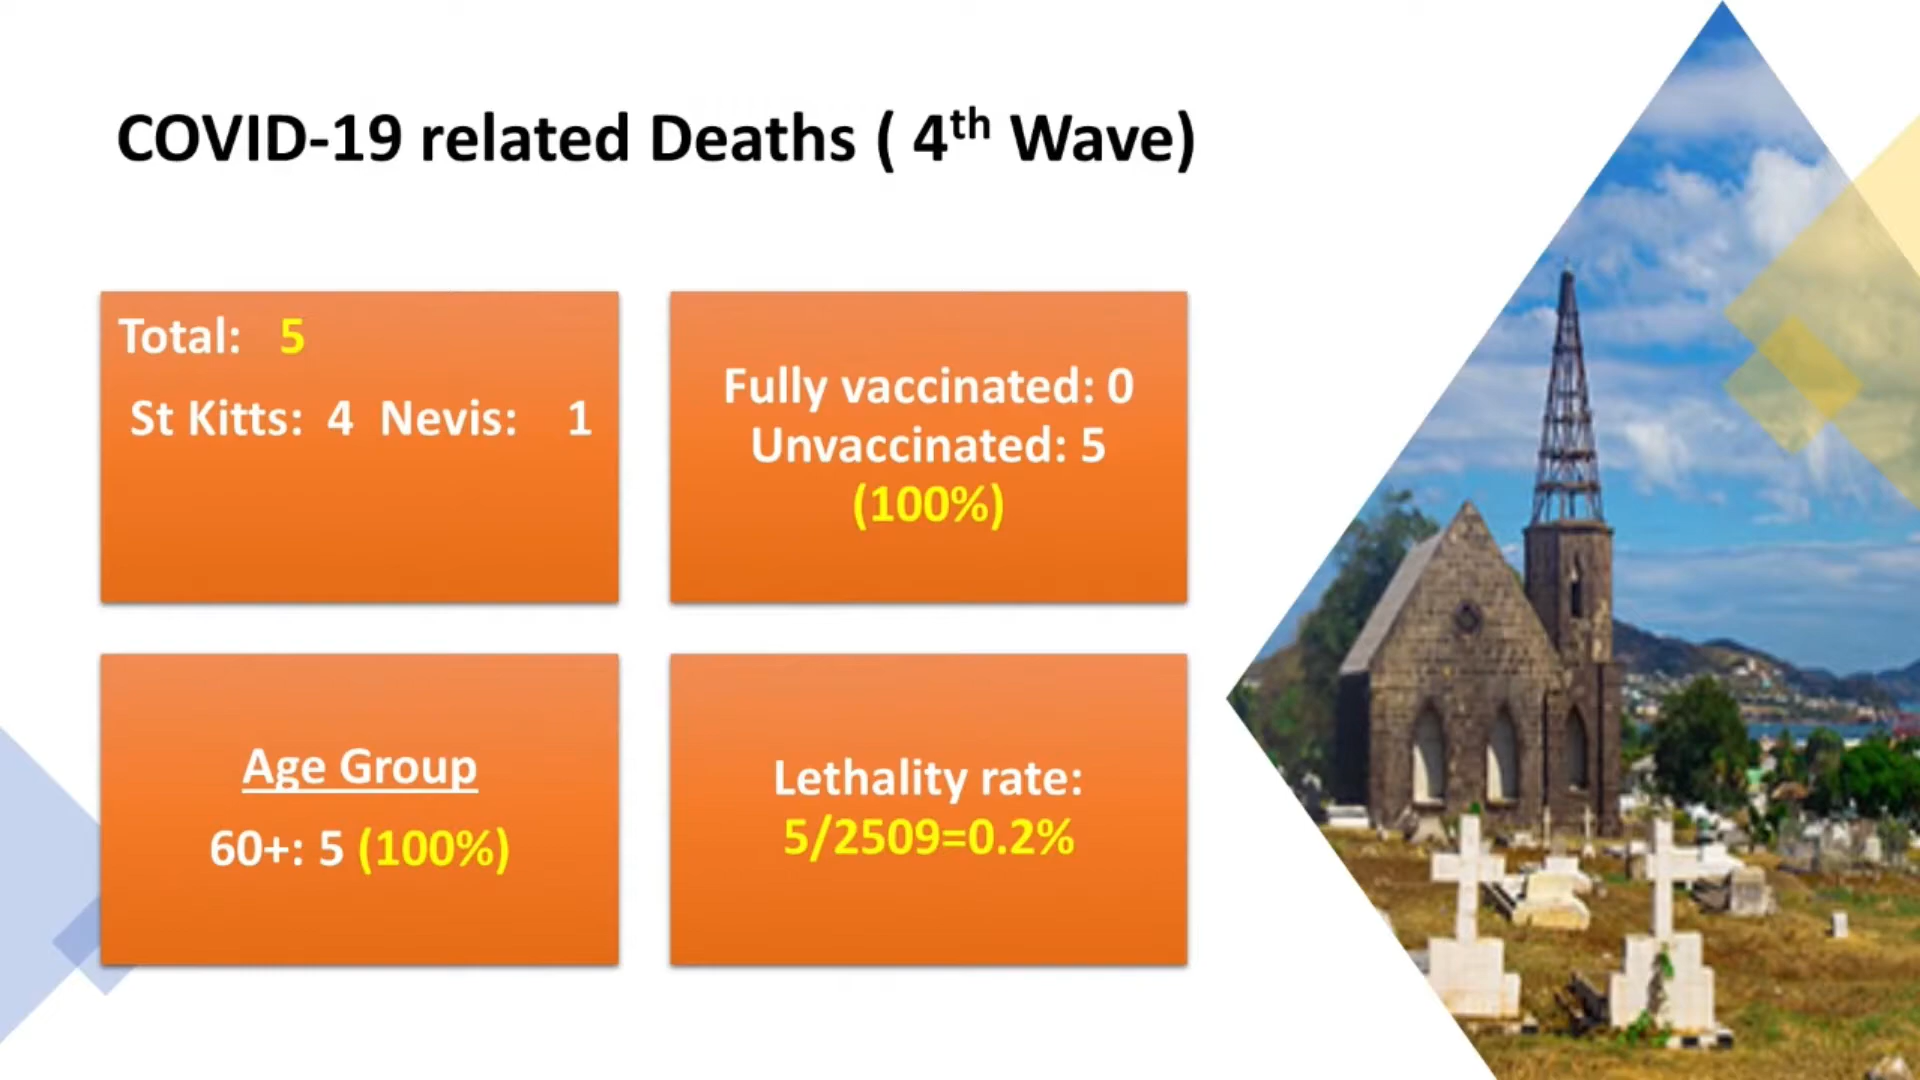 COVID-19 related Deaths ( 4th Wave)
Total: 5
St Kitts: 4 Nevis: 1
Fully vaccinated: 0
Unvaccinated: 5
(100%)
Age Group
60+: 5 (100%)
Lethality rate:
5/2509=0.2%